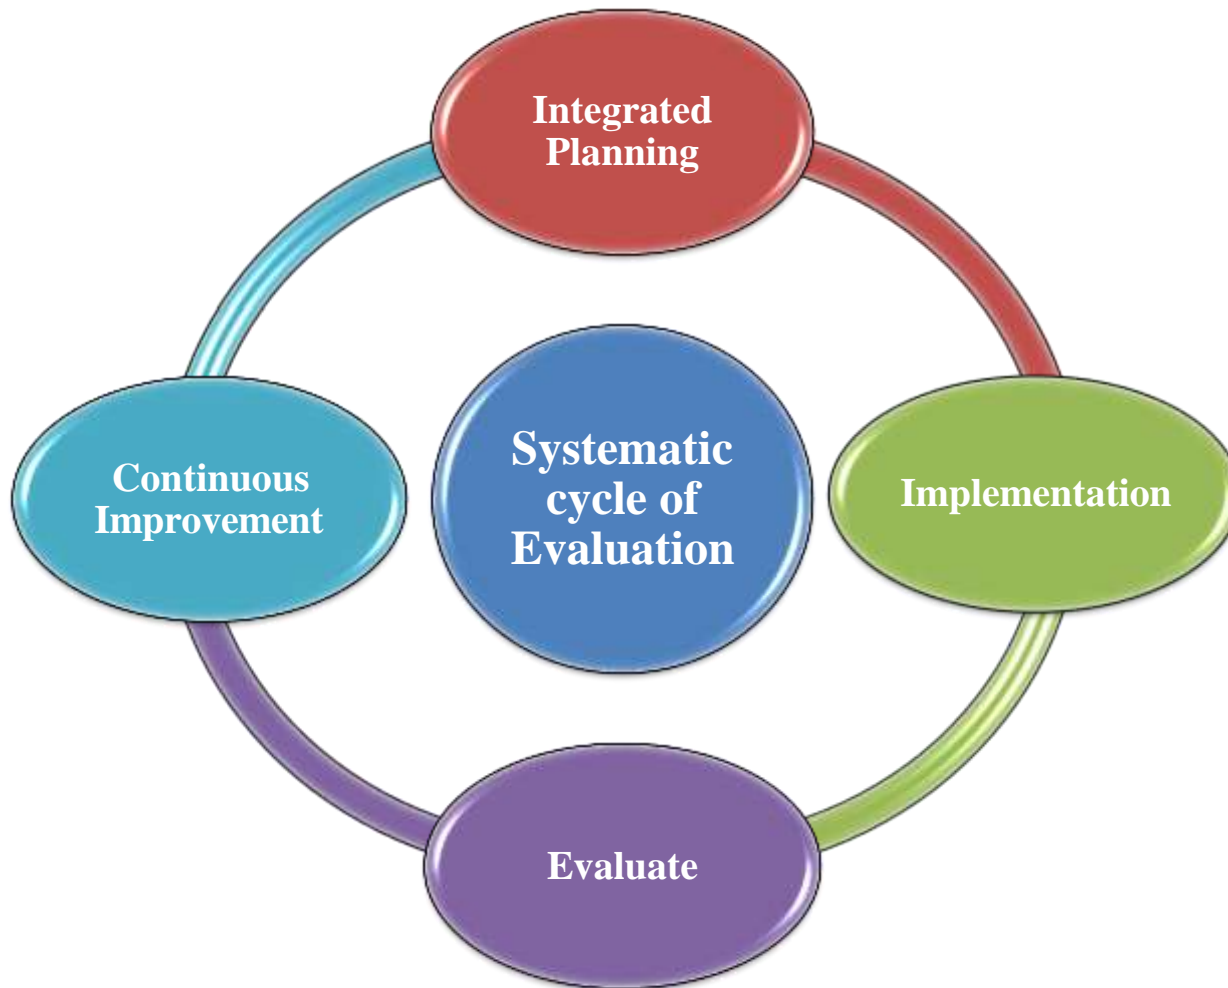 Integrated
Planning
Systematic
cycle of
Evaluation
Continuous
Improvement
Implementation
Evaluate